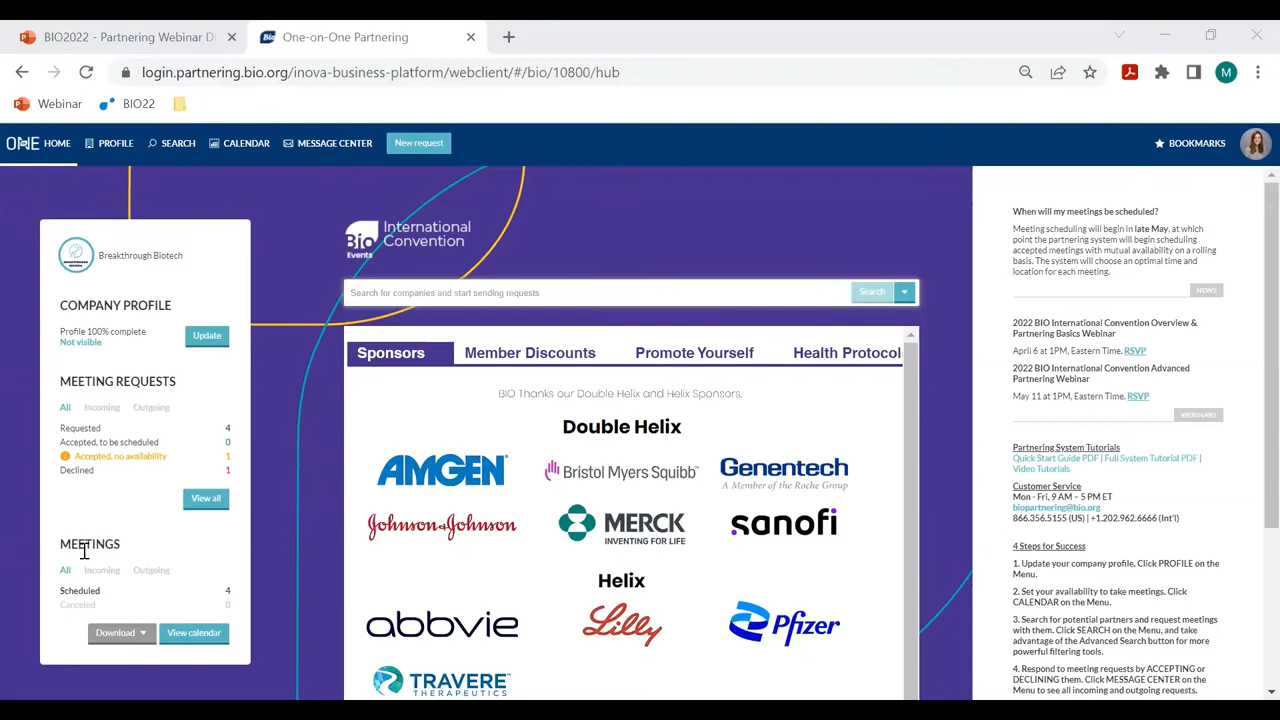 BIO2022 - Partnering Webinar D
One-on-One Partnering
login.partnering.bio.org/inova-business-platform/webclient/#/bio/10800/hub
M
Webinar
BIO22
ONE HOME
PROFILE
SEARCH
CALENDAR
MESSAGE CENTER
New request
BOOKMARKS
Breakthrough Biotech
COMPANY PROFILE
Profile 100% complete
Not visible
Update
MEETING REQUESTS
All Incoming Outgoing
Requested 4
Accepted, to be scheduled 0
Accepted, no availability 1
Declined 1
View all
MEETINGS
All Incoming Outgoing
Scheduled 4
Canceled 0
Download
View calendar
Bio
Events
International
Convention
Search for companies and start sending requests
Search
Sponsors
Member Discounts
Promote Yourself
Health Protocol
BIO Thanks our Double Helix and Helix Sponsors.
Double Helix
AMGEN
Bristol Myers Squibb
Genentech
A Member of the Roche Group
Johnson & Johnson
MERCK
INVENTING FOR LIFE
sanofi
Helix
abbvie
Lilly
Pfizer
TRAVERE
THERAPEUTICS
When will my meetings be scheduled?
Meeting scheduling will begin in late May, at which
point the partnering system will begin scheduling
accepted meetings with mutual availability on a rolling
basis. The system will choose an optimal time and
location for each meeting.
NEWS
2022 BIO International Convention Overview &
Partnering Basics Webinar
April 6 at 1PM, Eastern Time. RSVP
2022 BIO International Convention Advanced
Partnering Webinar
May 11 at 1PM, Eastern Time. RSVP
WEBINARS
Partnering System Tutorials
Quick Start Guide PDF | Full System Tutorial PDF |
Video Tutorials
Customer Service
Mon - Fri, 9 AM – 5 PM ET
biopartnering@bio.org
866.356.5155 (US) | +1.202.962.6666 (Int'l)
4 Steps for Success
1. Update your company profile. Click PROFILE on the
Menu.
2. Set your availability to take meetings. Click
CALENDAR on the Menu.
3. Search for potential partners and request meetings
with them. Click SEARCH on the Menu, and take
advantage of the Advanced Search button for more
powerful filtering tools.
4. Respond to meeting requests by ACCEPTING or
DECLINING them. Click MESSAGE CENTER on the
Menu to see all incoming and outgoing requests.